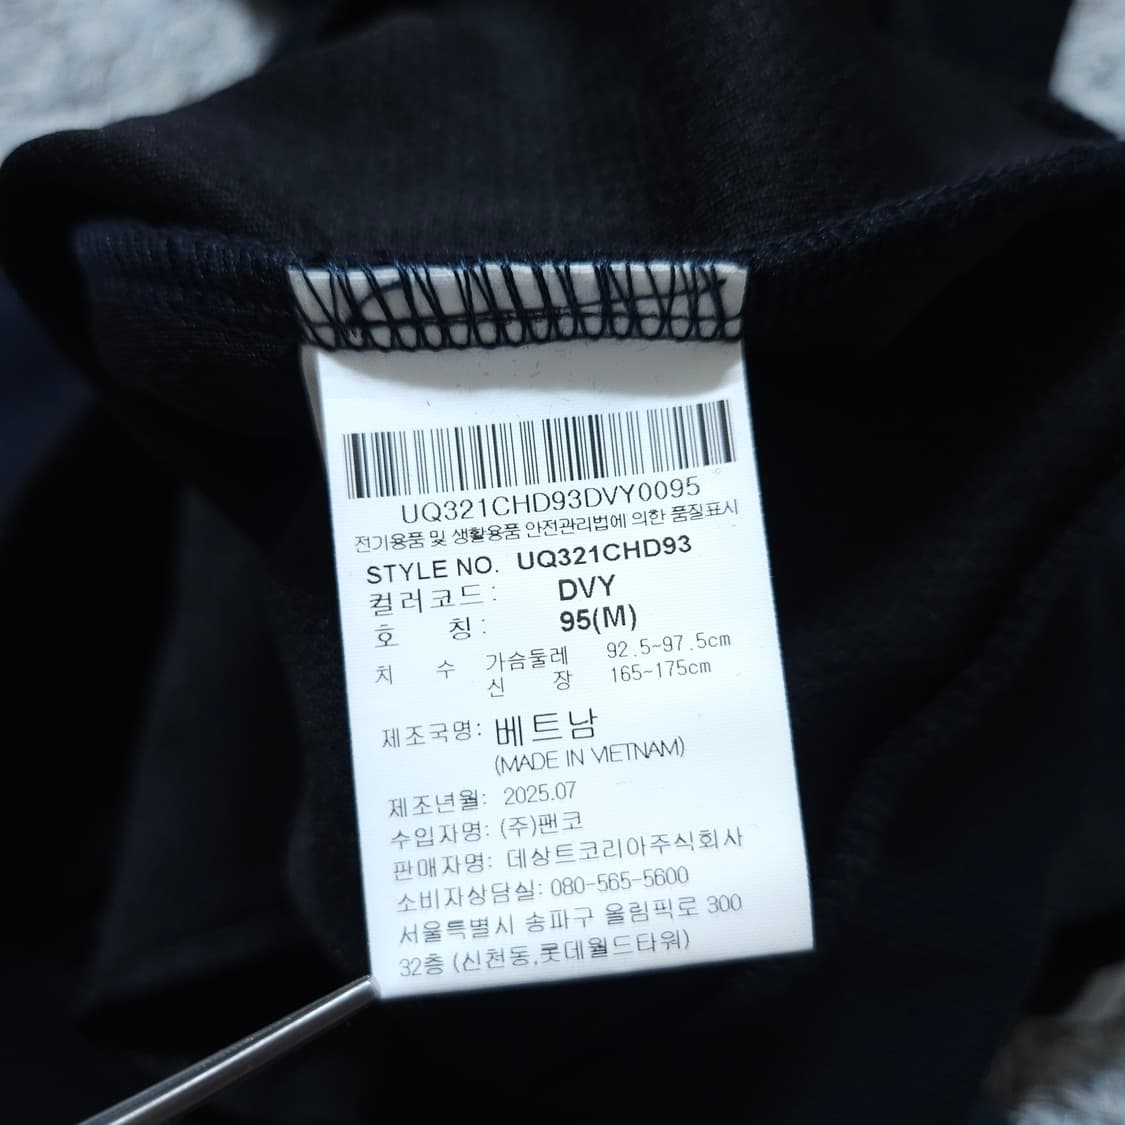 UQ321CHD93DVY0095
전기용품 및 생활용품 안전관리법에 의한 품질표시
STYLE NO. UQ321CHD93
컬러코드: DVY
호 칭: 95(M)
치 수 가슴둘레 92.5~97.5cm
신 장 165~175cm
제조국명: 베트남
(MADE IN VIETNAM)
제조년월: 2025.07
수입자명: (주)팬코
판매자명: 데상트코리아주식회사
소비자상담실: 080-565-5600
서울특별시 송파구 올림픽로 300
32층 (신천동,롯데월드타워)